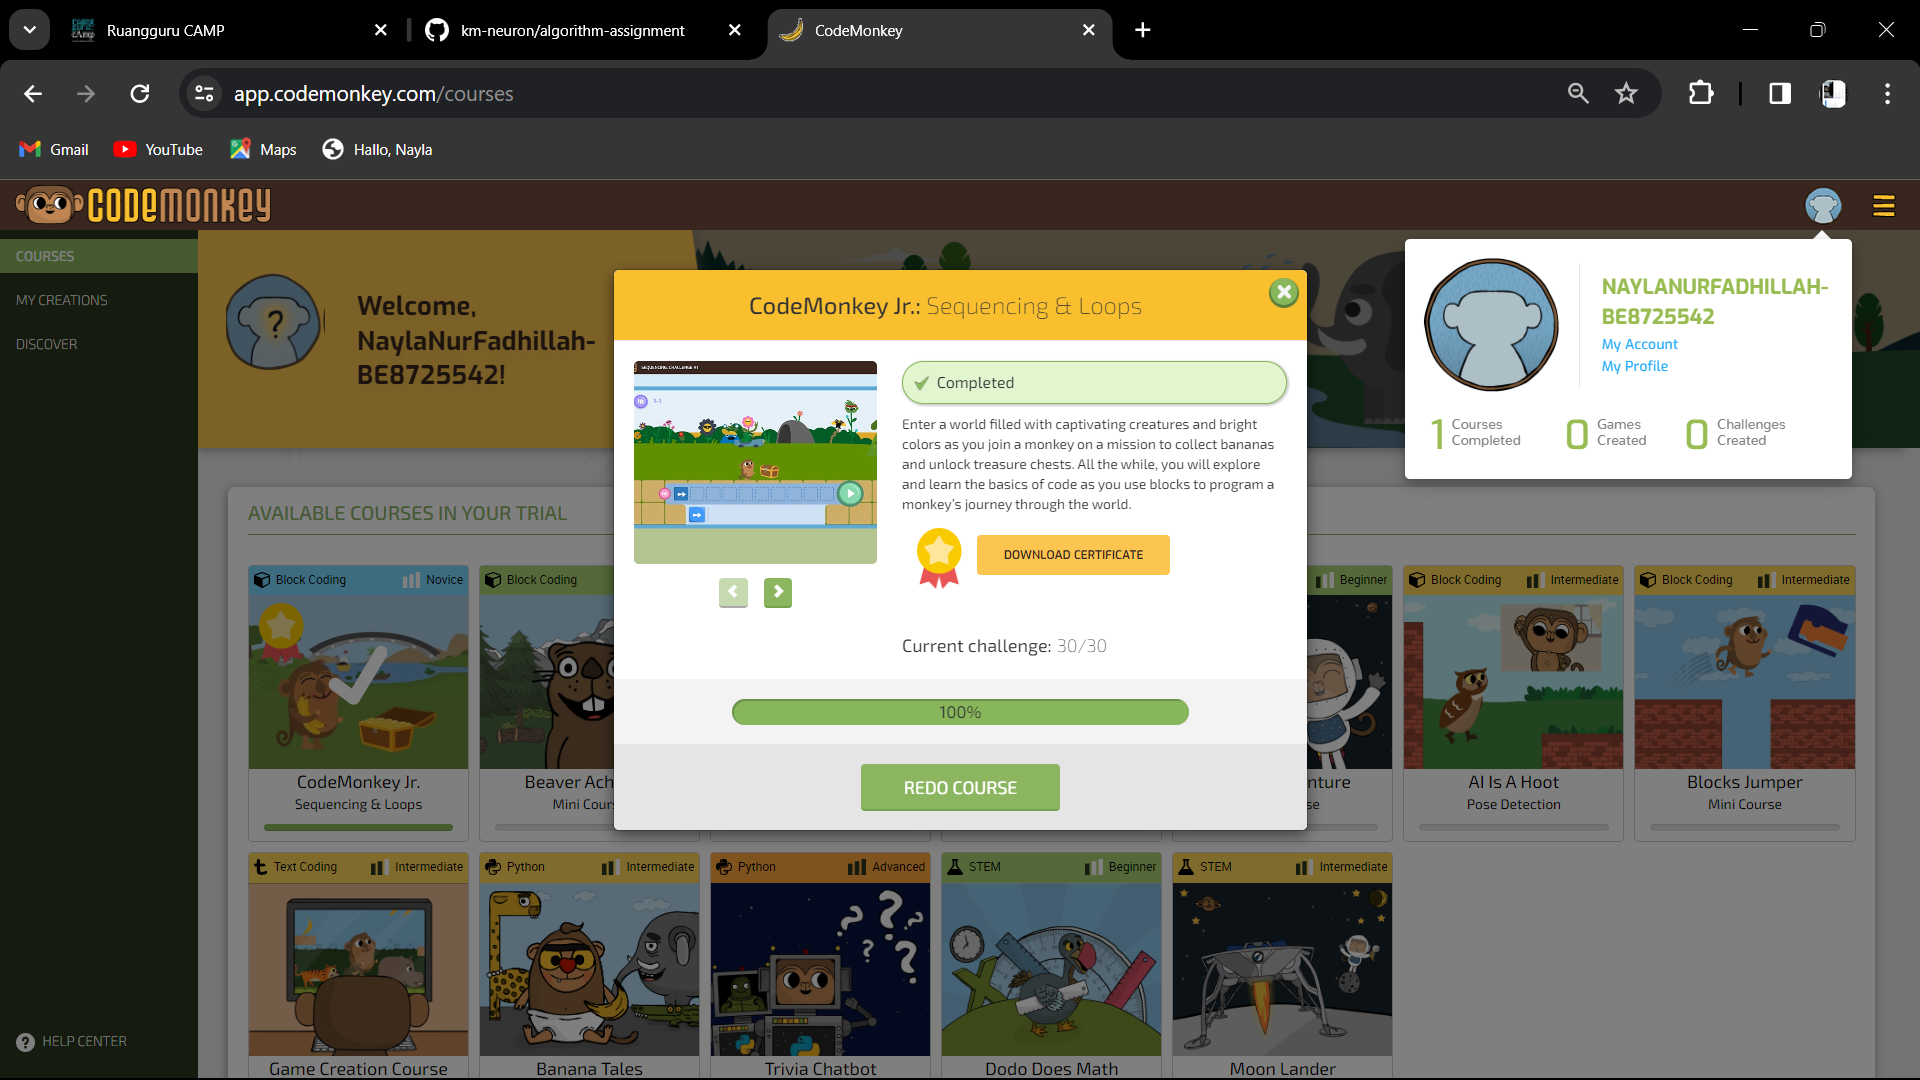 Ruangguru CAMP
km-neuron/algorithm-assignment
CodeMonkey
app.codemonkey.com/courses
Gmail
YouTube
Maps
Hallo, Nayla
CODEMONKEY
COURSES
MY CREATIONS
DISCOVER
HELP CENTER
?
Welcome,
NaylaNurFadhillah-
BE8725542!
NAYLANURFADHILLAH-
BE8725542
My Account
My Profile
1 Courses Completed
0 Games Created
0 Challenges Created
CodeMonkey Jr.: Sequencing & Loops
SEQUENCING CHALLENGE #1
1-1
Completed
Enter a world filled with captivating creatures and bright
colors as you join a monkey on a mission to collect bananas
and unlock treasure chests. All the while, you will explore
and learn the basics of code as you use blocks to program a
monkey's journey through the world.
DOWNLOAD CERTIFICATE
Current challenge: 30/30
100%
REDO COURSE
AVAILABLE COURSES IN YOUR TRIAL
Block Coding Novice
CodeMonkey Jr.
Sequencing & Loops
Block Coding
Beaver Ach
Mini Cour
Beginner
nture
se
Block Coding Intermediate
AI Is A Hoot
Pose Detection
Block Coding Intermediate
Blocks Jumper
Mini Course
Text Coding Intermediate
Game Creation Course
Python Intermediate
Banana Tales
Python Advanced
? ? ? ?
Trivia Chatbot
STEM Beginner
Dodo Does Math
STEM Intermediate
Moon Lander